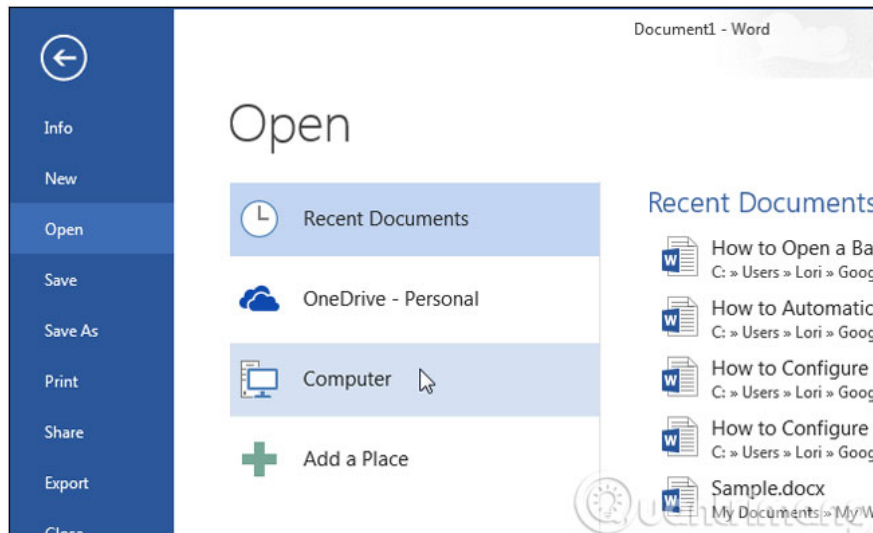 Document1 - Word
Info
New
Open
Save
Save As
Print
Share
Export
Close
Open
Recent Documents
OneDrive - Personal
Computer
Add a Place
Recent Documents
How to Open a Ba
C: » Users » Lori » Goog
How to Automatic
C: » Users » Lori » Goog
How to Configure
C: » Users » Lori » Goog
How to Configure
C: » Users » Lori » Goog
Sample.docx
My Documents » My W
Quantrimang